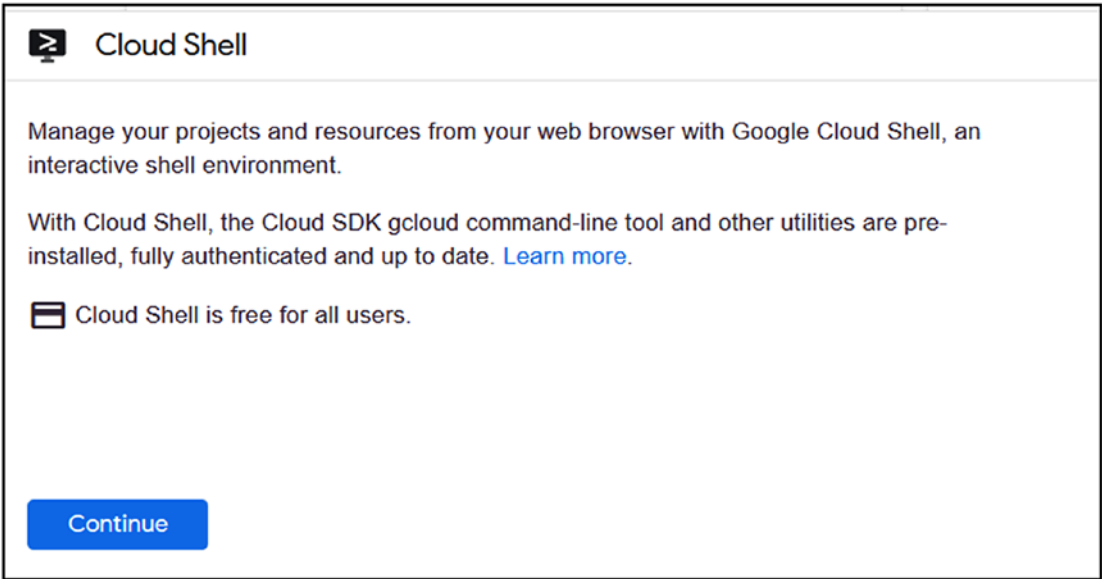 Cloud Shell
Manage your projects and resources from your web browser with Google Cloud Shell, an
interactive shell environment.
With Cloud Shell, the Cloud SDK gcloud command-line tool and other utilities are pre-
installed, fully authenticated and up to date. Learn more.
Cloud Shell is free for all users.
Continue